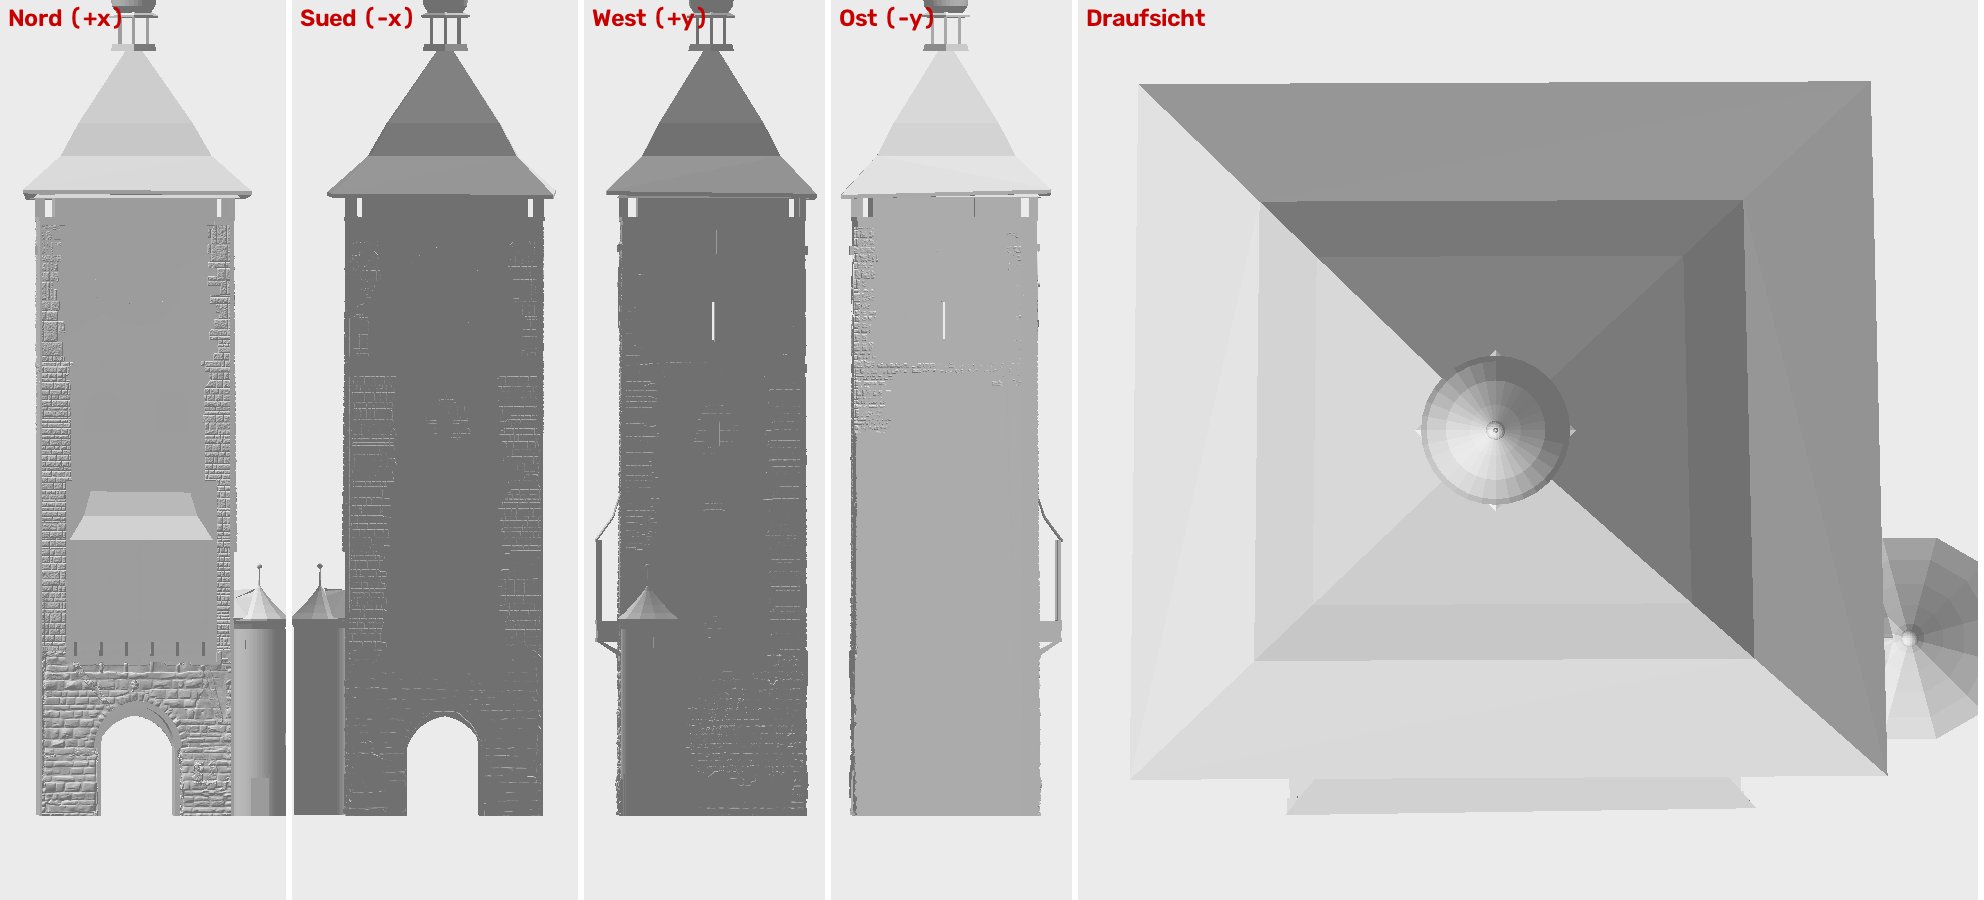 Nord (+x)
Sued (-x)
West (+y)
Ost (-y)
Draufsicht